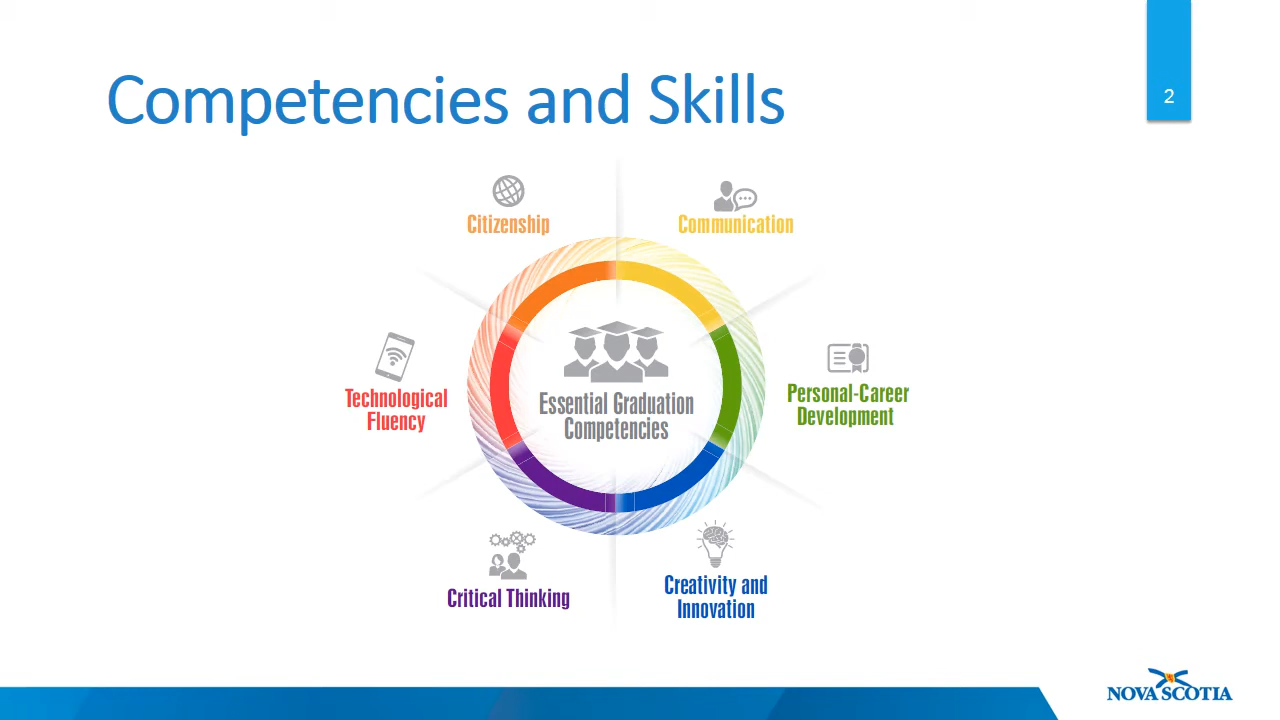 2
Competencies and Skills
Citizenship
Communication
Technological
Fluency
Essential Graduation
Competencies
Personal-Career
Development
Critical Thinking
Creativity and
Innovation
NOVA SCOTIA